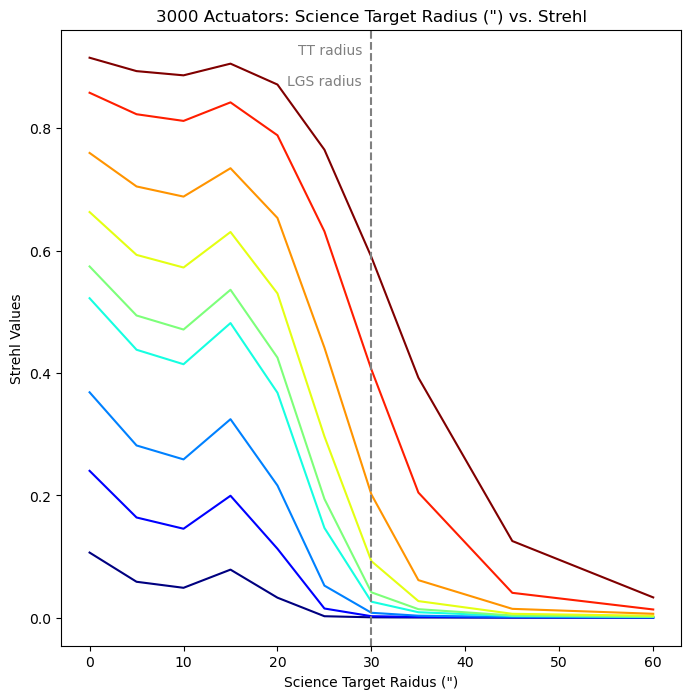 3000 Actuators: Science Target Radius (") vs. Strehl
TT radius
LGS radius
0.8
0.6
0.4
0.2
0.0
Strehl Values
0 10 20 30 40 50 60
Science Target Raidus (")